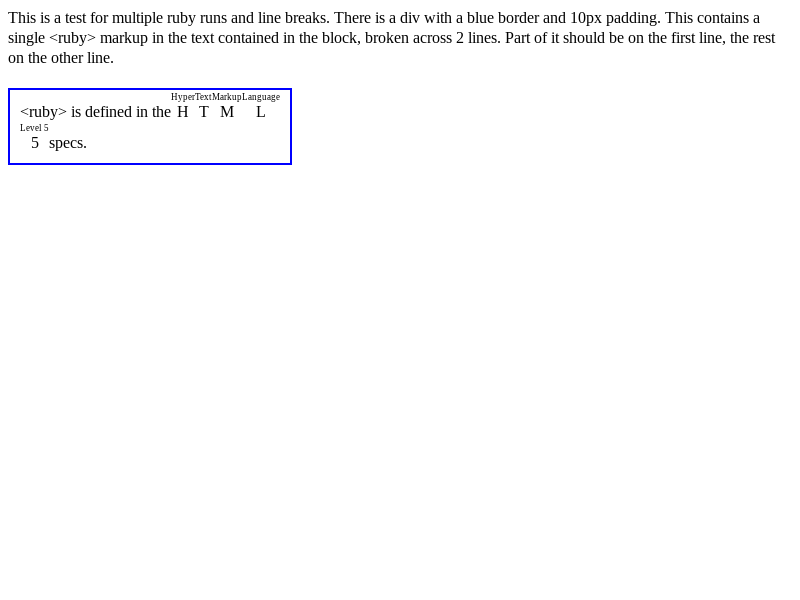 This is a test for multiple ruby runs and line breaks. There is a div with a blue border and 10px padding. This contains a
single <ruby> markup in the text contained in the block, broken across 2 lines. Part of it should be on the first line, the rest
on the other line.
HyperTextMarkupLanguage
<ruby> is defined in the H T M L
Level 5
5 specs.